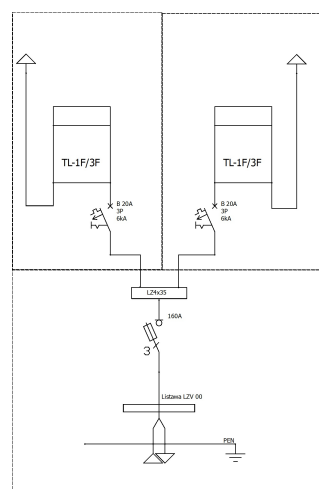 TL-1F/3F
TL-1F/3F
B 20A
3P
6kA
B 20A
3P
6kA
LZ4x35
160A
3
Listawa LZV 00
PEN